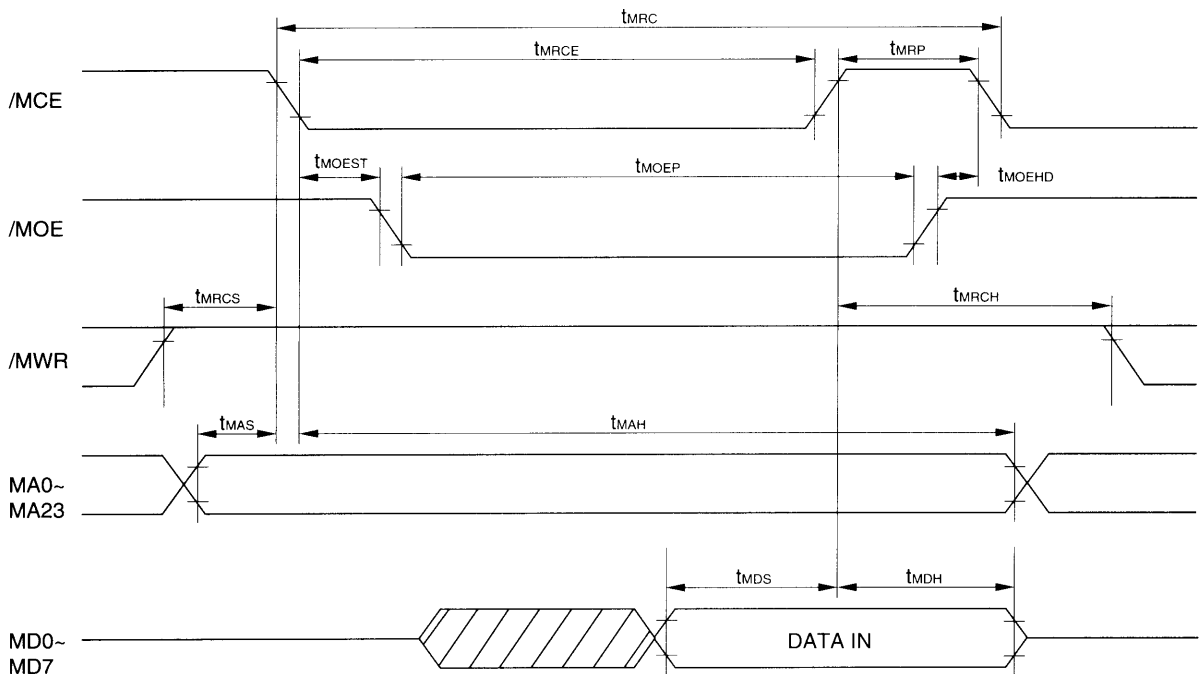 tMRC
tMRCE
tMRP
/MCE
tMOEST
tMOEP
tMOEHD
/MOE
tMRCS
tMRCH
/MWR
tMAS
tMAH
MA0~
MA23
tMDS
tMDH
MD0~
MD7
DATA IN